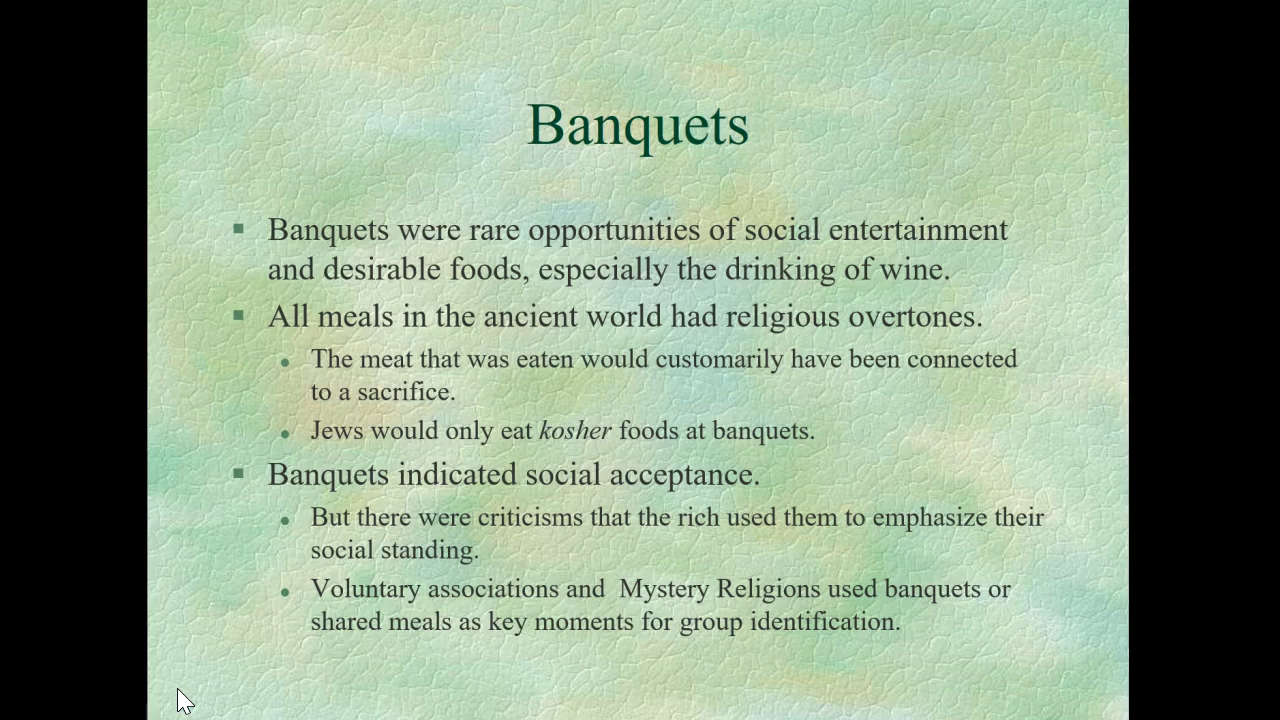 Banquets
Banquets were rare opportunities of social entertainment
and desirable foods, especially the drinking of wine.
All meals in the ancient world had religious overtones.
The meat that was eaten would customarily have been connected
to a sacrifice.
Jews would only eat kosher foods at banquets.
Banquets indicated social acceptance.
But there were criticisms that the rich used them to emphasize their
social standing.
Voluntary associations and  Mystery Religions used banquets or
shared meals as key moments for group identification.